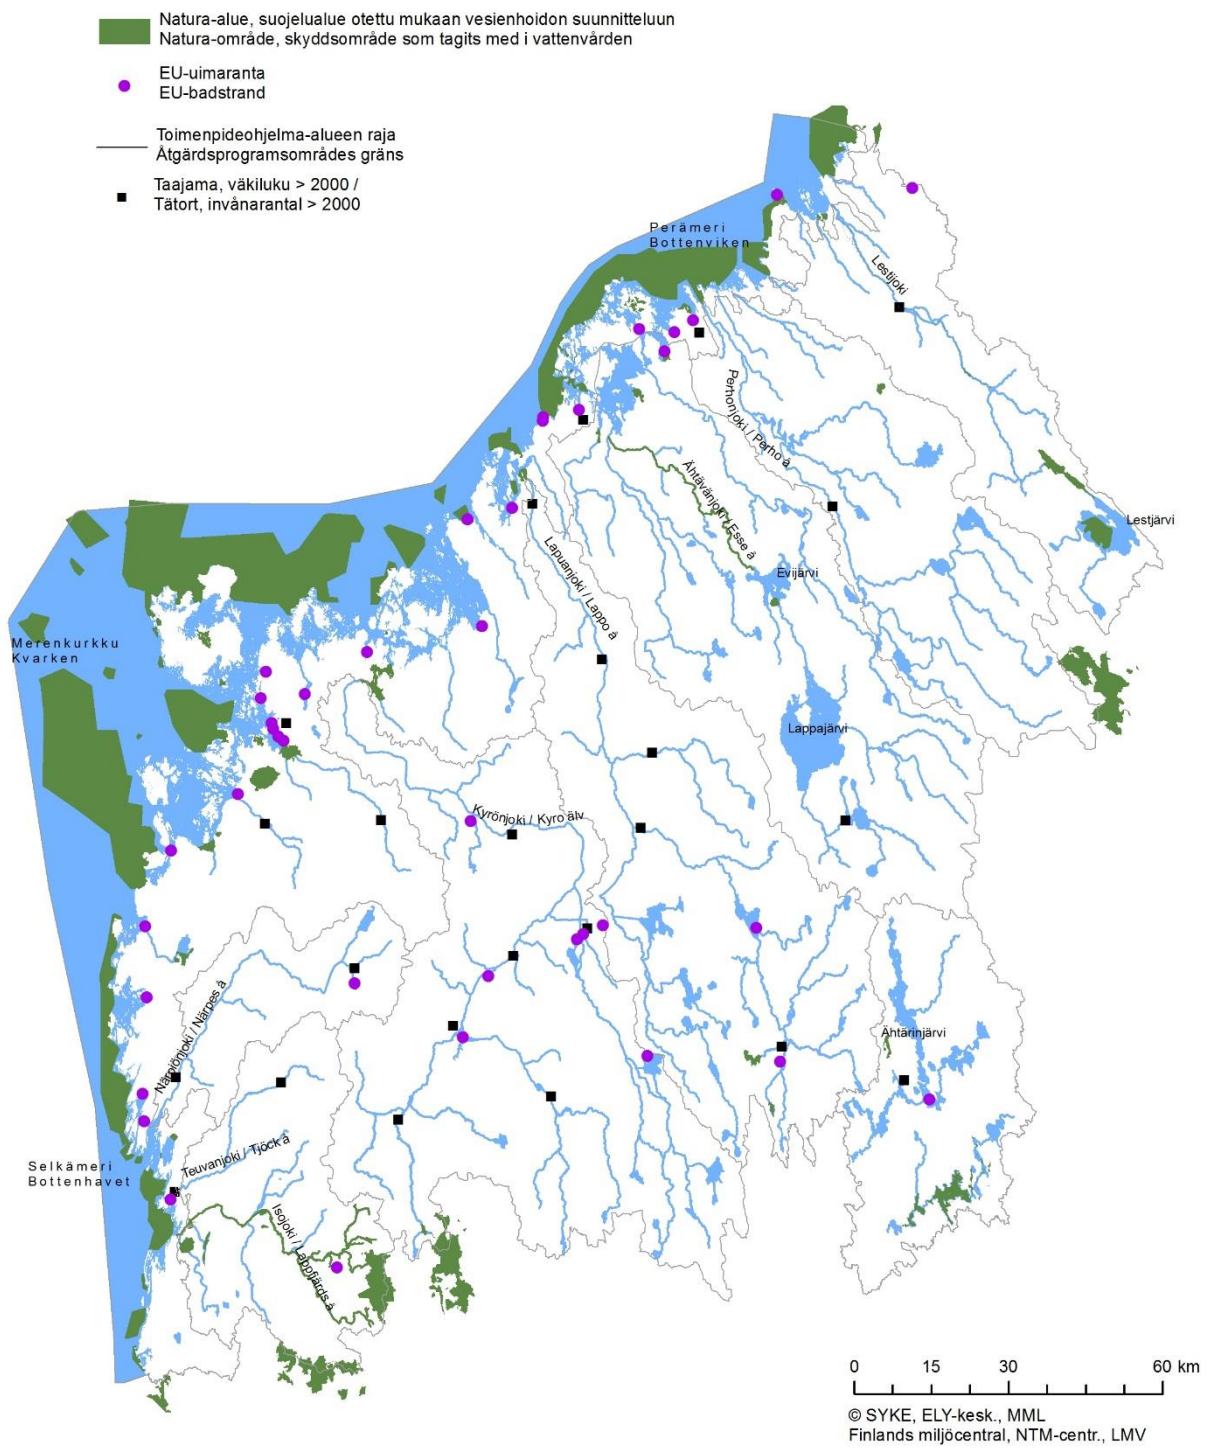 Natura-alue, suojelualue otettu mukaan vesienhoidon suunnitteluun
Natura-område, skyddsområde som tagits med i vattenvården
EU-uimaranta
EU-badstrand
Toimenpideohjelma-alueen raja
Åtgärdsprogramsområdes gräns
Taajama, väkiluku > 2000 /
Tätort, invånarantal > 2000
Perämeri
Bottenviken
Lestijoki
Perhonjoki / Perho å
Ähtävänjoki / Esse å
Lestjärvi
Lapuanjoki / Lappo å
Evijärvi
Merenkurkku
Kvarken
Lappajärvi
Kyrönjoki / Kyro älv
Närpiönjoki / Närpes å
Ähtärinjärvi
Teuvanjoki / Tjöck å
Selkämeri
Bottenhavet
Isojoki / Lappfjärds å
0 15 30 60 km
© SYKE, ELY-kesk., MML
Finlands miljöcentral, NTM-centr., LMV